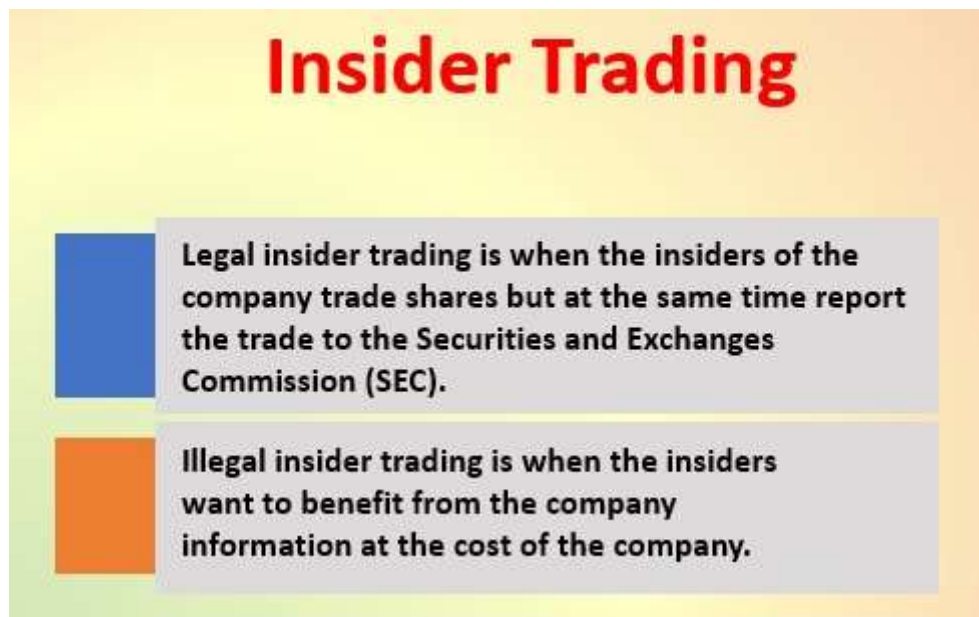 Insider Trading
Legal insider trading is when the insiders of the
company trade shares but at the same time report
the trade to the Securities and Exchanges
Commission (SEC).
Illegal insider trading is when the insiders
want to benefit from the company
information at the cost of the company.